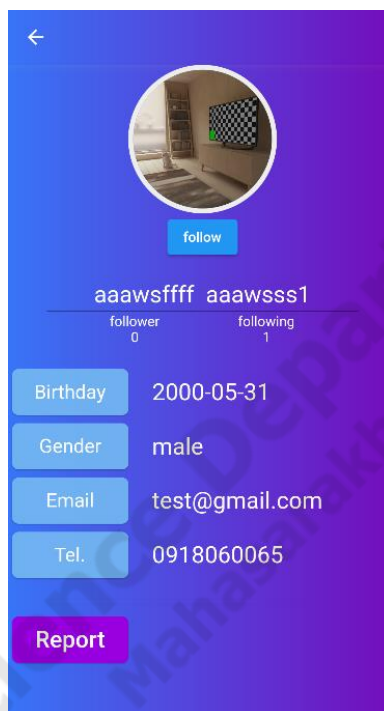 follow
aaawsffff aaawsss1
follower following
0 1
Birthday 2000-05-31
Gender male
Email test@gmail.com
Tel. 0918060065
Report